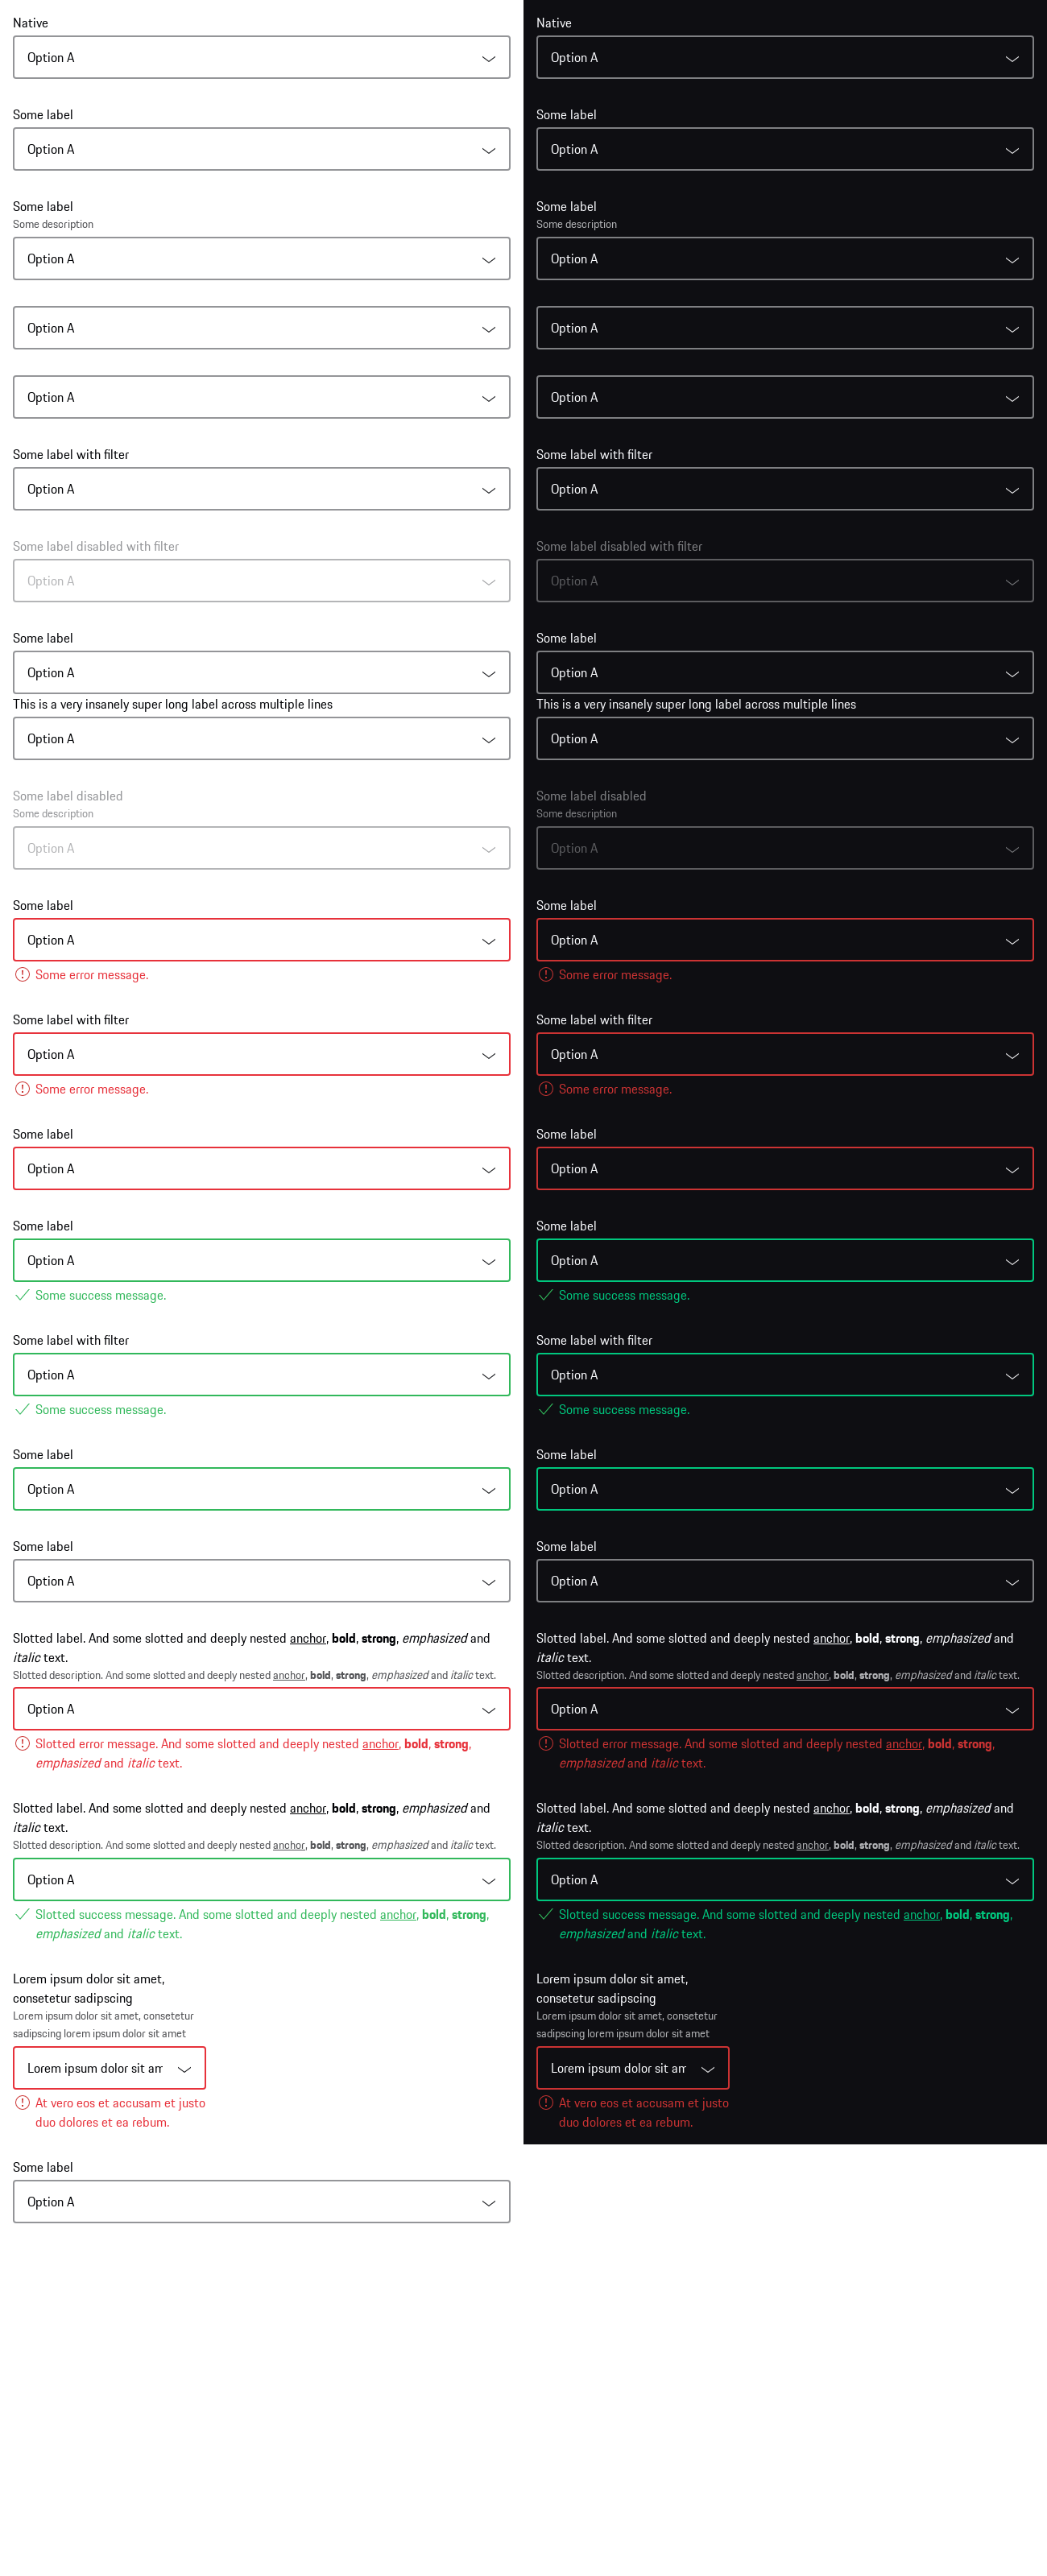 Native
Option A
Some label
Option A
Some label
Some description
Option A
Option A
Option A
Some label with filter
Option A
Some label disabled with filter
Option A
Some label
Option A
This is a very insanely super long label across multiple lines
Option A
Some label disabled
Some description
Option A
Some label
Option A
Some error message.
Some label with filter
Option A
Some error message.
Some label
Option A
Some label
Option A
Some success message.
Some label with filter
Option A
Some success message.
Some label
Option A
Some label
Option A
Slotted label. And some slotted and deeply nested anchor, bold, strong, emphasized and
italic text.
Slotted description. And some slotted and deeply nested anchor, bold, strong, emphasized and italic text.
Option A
Slotted error message. And some slotted and deeply nested anchor, bold, strong,
emphasized and italic text.
Slotted label. And some slotted and deeply nested anchor, bold, strong, emphasized and
italic text.
Slotted description. And some slotted and deeply nested anchor, bold, strong, emphasized and italic text.
Option A
Slotted success message. And some slotted and deeply nested anchor, bold, strong,
emphasized and italic text.
Lorem ipsum dolor sit amet,
consetetur sadipscing
Lorem ipsum dolor sit amet, consetetur
sadipscing lorem ipsum dolor sit amet
Lorem ipsum dolor sit am
At vero eos et accusam et justo
duo dolores et ea rebum.
Some label
Option A
Native
Option A
Some label
Option A
Some label
Some description
Option A
Option A
Option A
Some label with filter
Option A
Some label disabled with filter
Option A
Some label
Option A
This is a very insanely super long label across multiple lines
Option A
Some label disabled
Some description
Option A
Some label
Option A
Some error message.
Some label with filter
Option A
Some error message.
Some label
Option A
Some label
Option A
Some success message.
Some label with filter
Option A
Some success message.
Some label
Option A
Some label
Option A
Slotted label. And some slotted and deeply nested anchor, bold, strong, emphasized and
italic text.
Slotted description. And some slotted and deeply nested anchor, bold, strong, emphasized and italic text.
Option A
Slotted error message. And some slotted and deeply nested anchor, bold, strong,
emphasized and italic text.
Slotted label. And some slotted and deeply nested anchor, bold, strong, emphasized and
italic text.
Slotted description. And some slotted and deeply nested anchor, bold, strong, emphasized and italic text.
Option A
Slotted success message. And some slotted and deeply nested anchor, bold, strong,
emphasized and italic text.
Lorem ipsum dolor sit amet,
consetetur sadipscing
Lorem ipsum dolor sit amet, consetetur
sadipscing lorem ipsum dolor sit amet
Lorem ipsum dolor sit am
At vero eos et accusam et justo
duo dolores et ea rebum.